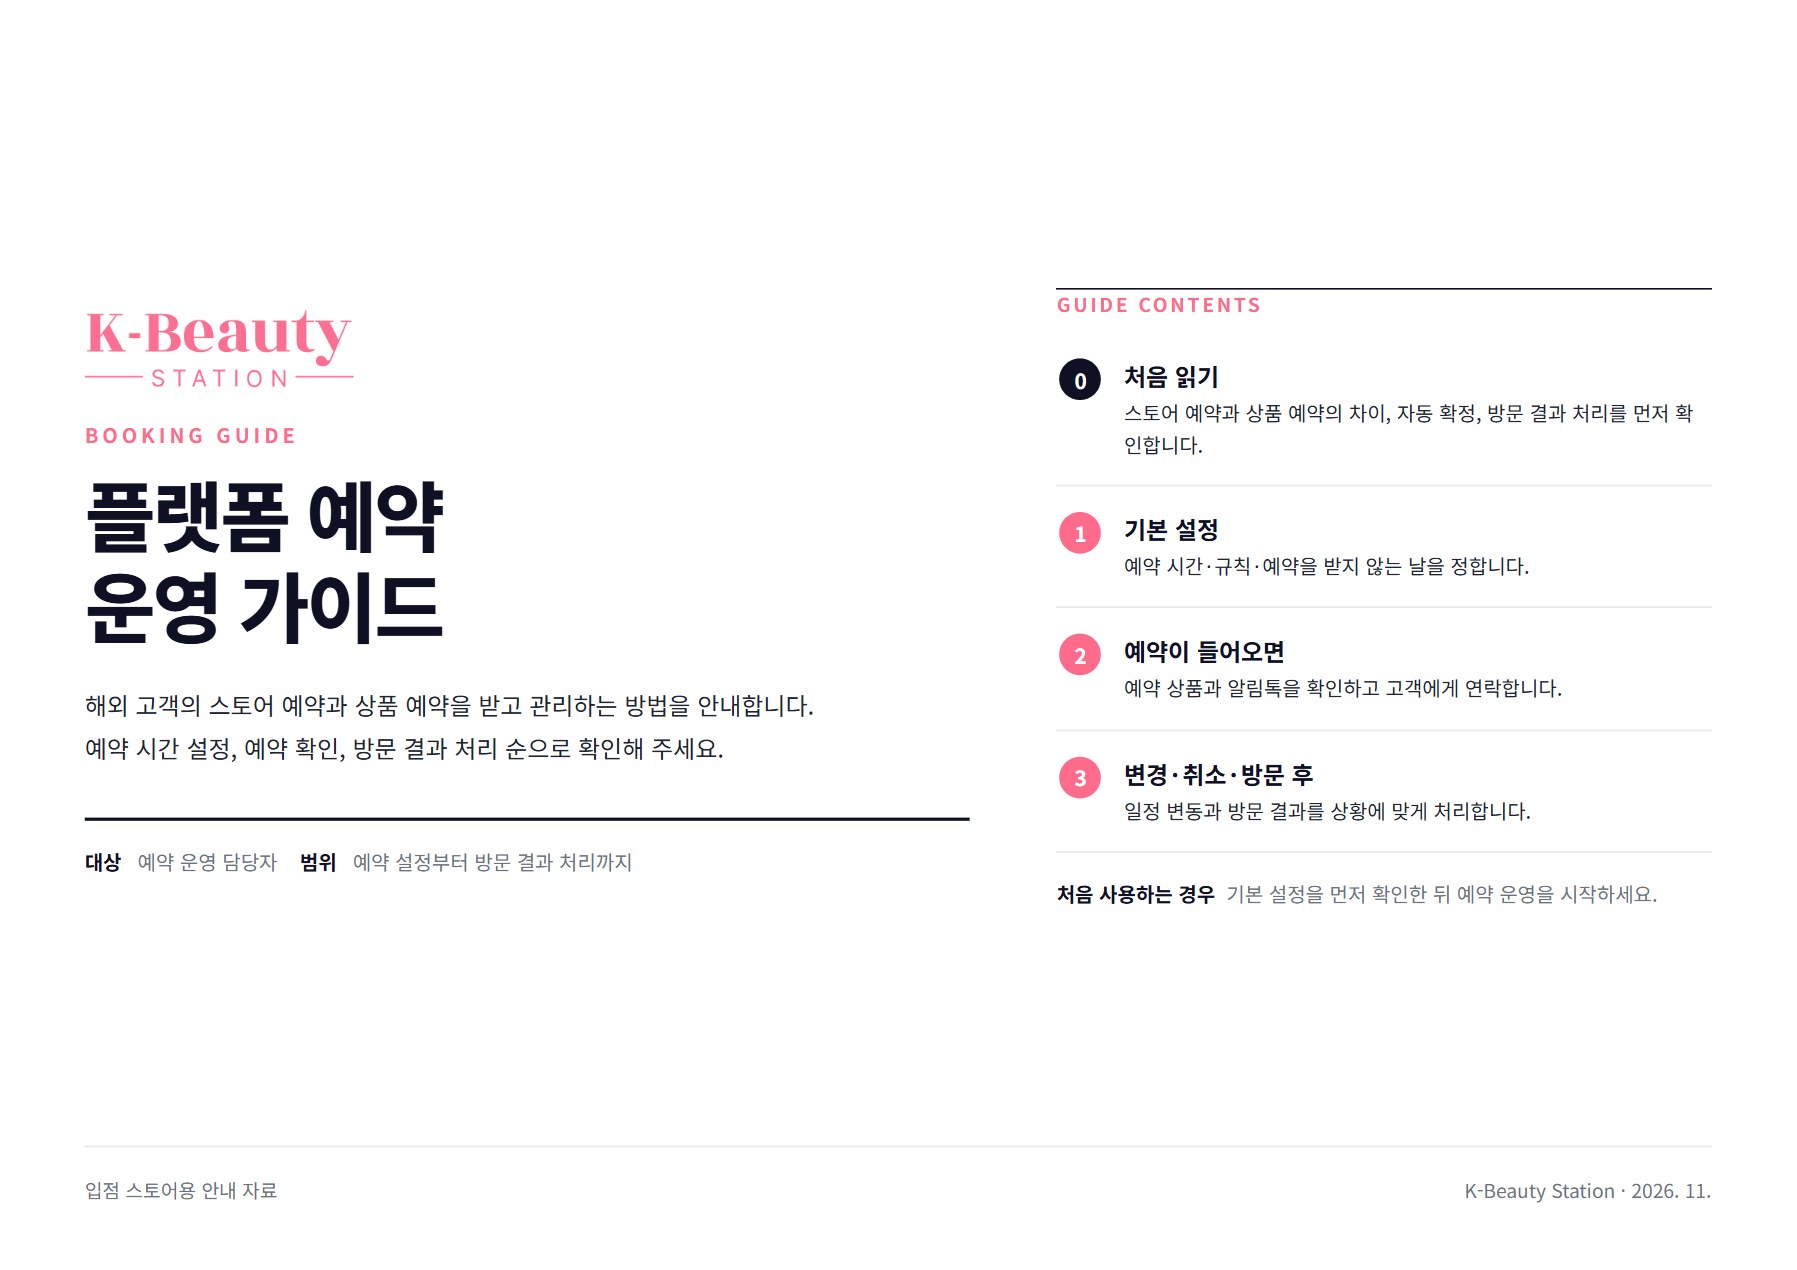 K-Beauty
STATION
BOOKING GUIDE
플랫폼 예약
운영 가이드
해외 고객의 스토어 예약과 상품 예약을 받고 관리하는 방법을 안내합니다.
예약 시간 설정, 예약 확인, 방문 결과 처리 순으로 확인해 주세요.
대상 예약 운영 담당자 범위 예약 설정부터 방문 결과 처리까지
GUIDE CONTENTS
0 처음 읽기
스토어 예약과 상품 예약의 차이, 자동 확정, 방문 결과 처리를 먼저 확
인합니다.
1 기본 설정
예약 시간·규칙·예약을 받지 않는 날을 정합니다.
2 예약이 들어오면
예약 상품과 알림톡을 확인하고 고객에게 연락합니다.
3 변경·취소·방문 후
일정 변동과 방문 결과를 상황에 맞게 처리합니다.
처음 사용하는 경우 기본 설정을 먼저 확인한 뒤 예약 운영을 시작하세요.
입점 스토어용 안내 자료
K-Beauty Station · 2026. 11.